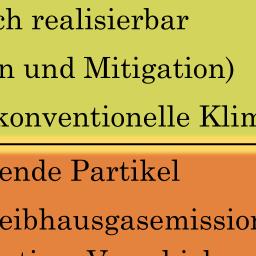 ch realisierbar
n und Mitigation)
konventionelle Klim
ende Partikel
eibhausgasemission